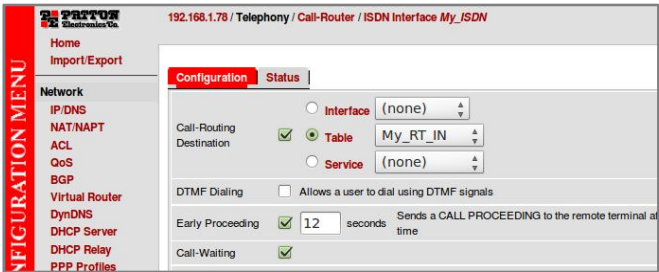 PATTON
Electronics Co.
192.168.1.78 / Telephony / Call-Router / ISDN Interface My_ISDN
Home
Import/Export
CONFIGURATION MENU
Network
IP/DNS
NAT/NAPT
ACL
QoS
BGP
Virtual Router
DynDNS
DHCP Server
DHCP Relay
PPP Profiles
Configuration Status
Call-Routing
Destination
Interface (none)
Table My_RT_IN
Service (none)
DTMF Dialing Allows a user to dial using DTMF signals
Early Proceeding 12 seconds Sends a CALL PROCEEDING to the remote terminal af
time
Call-Waiting